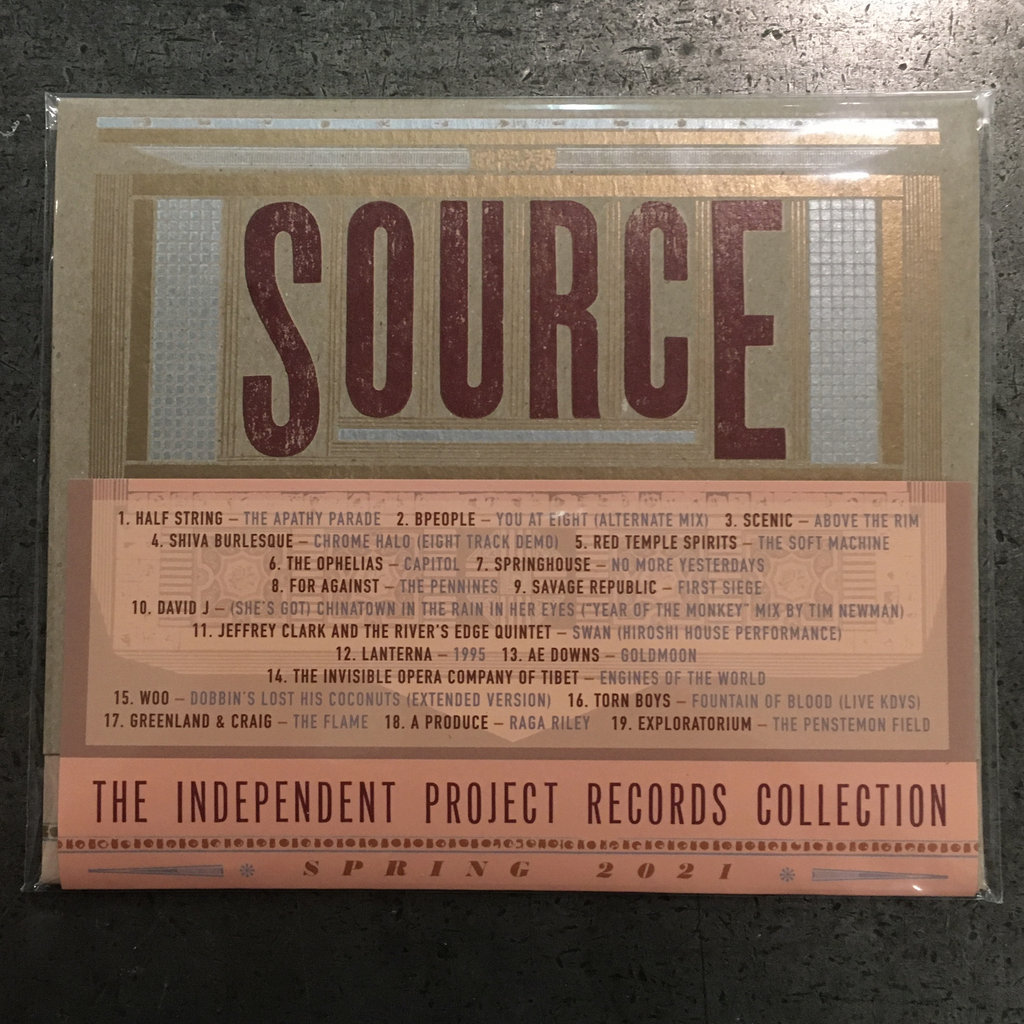 SOURCE
1. HALF STRING – THE APATHY PARADE 2. BPEOPLE – YOU AT EIGHT (ALTERNATE MIX) 3. SCENIC – ABOVE THE RIM
4. SHIVA BURLESQUE – CHROME HALO (EIGHT TRACK DEMO) 5. RED TEMPLE SPIRITS – THE SOFT MACHINE
6. THE OPHELIAS – CAPITOL 7. SPRINGHOUSE – NO MORE YESTERDAYS
8. FOR AGAINST – THE PENNINES 9. SAVAGE REPUBLIC – FIRST SIEGE
10. DAVID J – (SHE'S GOT) CHINATOWN IN THE RAIN IN HER EYES ("YEAR OF THE MONKEY" MIX BY TIM NEWMAN)
11. JEFFREY CLARK AND THE RIVER'S EDGE QUINTET – SWAN (HIROSHI HOUSE PERFORMANCE)
12. LANTERNA – 1995 13. AE DOWNS – GOLDMOON
14. THE INVISIBLE OPERA COMPANY OF TIBET – ENGINES OF THE WORLD
15. WOO – DOBBIN'S LOST HIS COCONUTS (EXTENDED VERSION) 16. TORN BOYS – FOUNTAIN OF BLOOD (LIVE KDVS)
17. GREENLAND & CRAIG – THE FLAME 18. A PRODUCE – RAGA RILEY 19. EXPLORATORIUM – THE PENSTEMON FIELD
THE INDEPENDENT PROJECT RECORDS COLLECTION
SPRING 2021